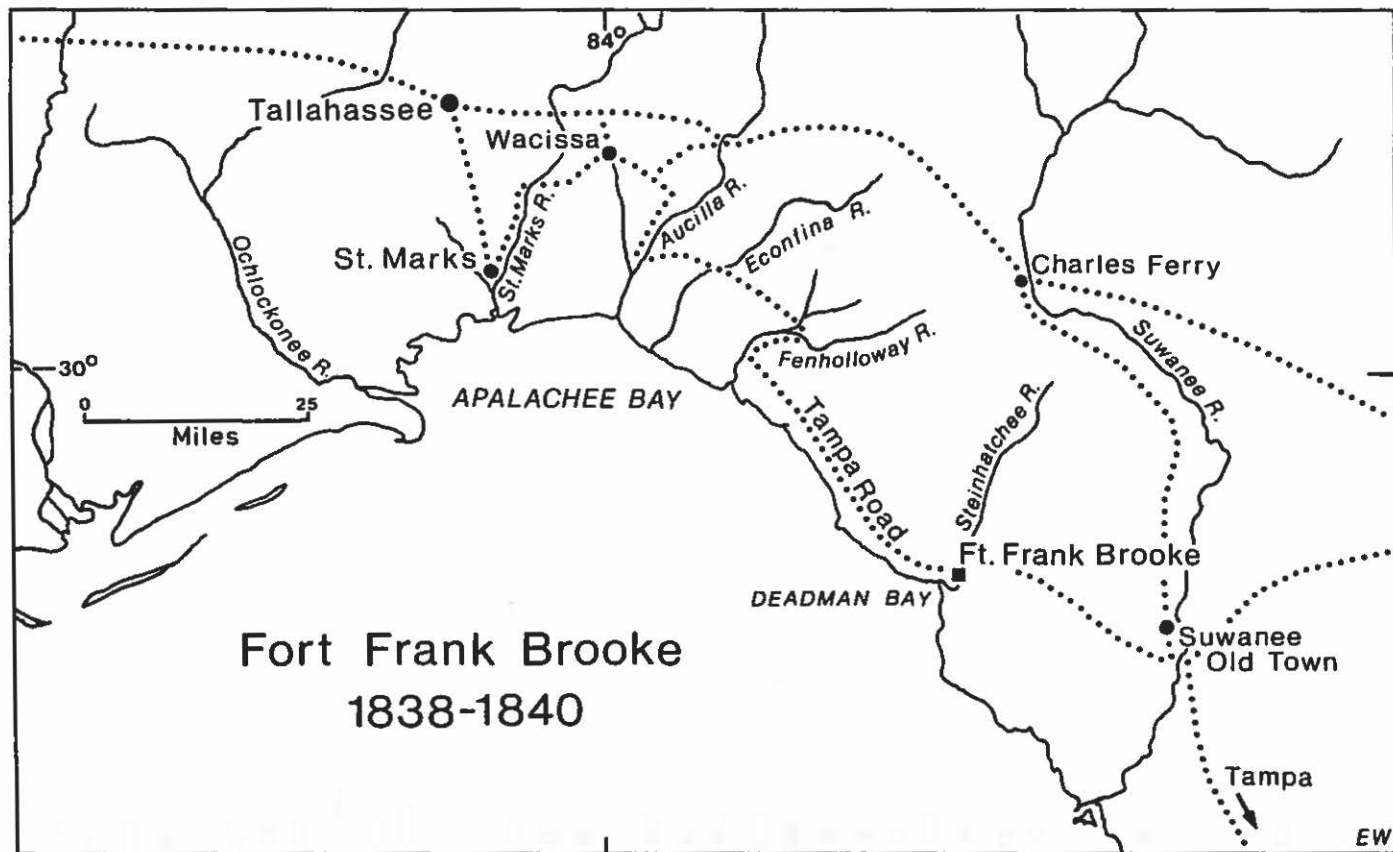 84°
Tallahassee
Wacissa
St. Marks
St. Marks R.
Aucilla R.
Econfina R.
Ochlockonee R.
Charles Ferry
Suwanee R.
30°
0 25
Miles
APALACHEE BAY
Fenholloway R.
Tampa Road
Steinhatchee R.
Ft. Frank Brooke
DEADMAN BAY
Suwanee
Old Town
Fort Frank Brooke
1838-1840
Tampa
EW